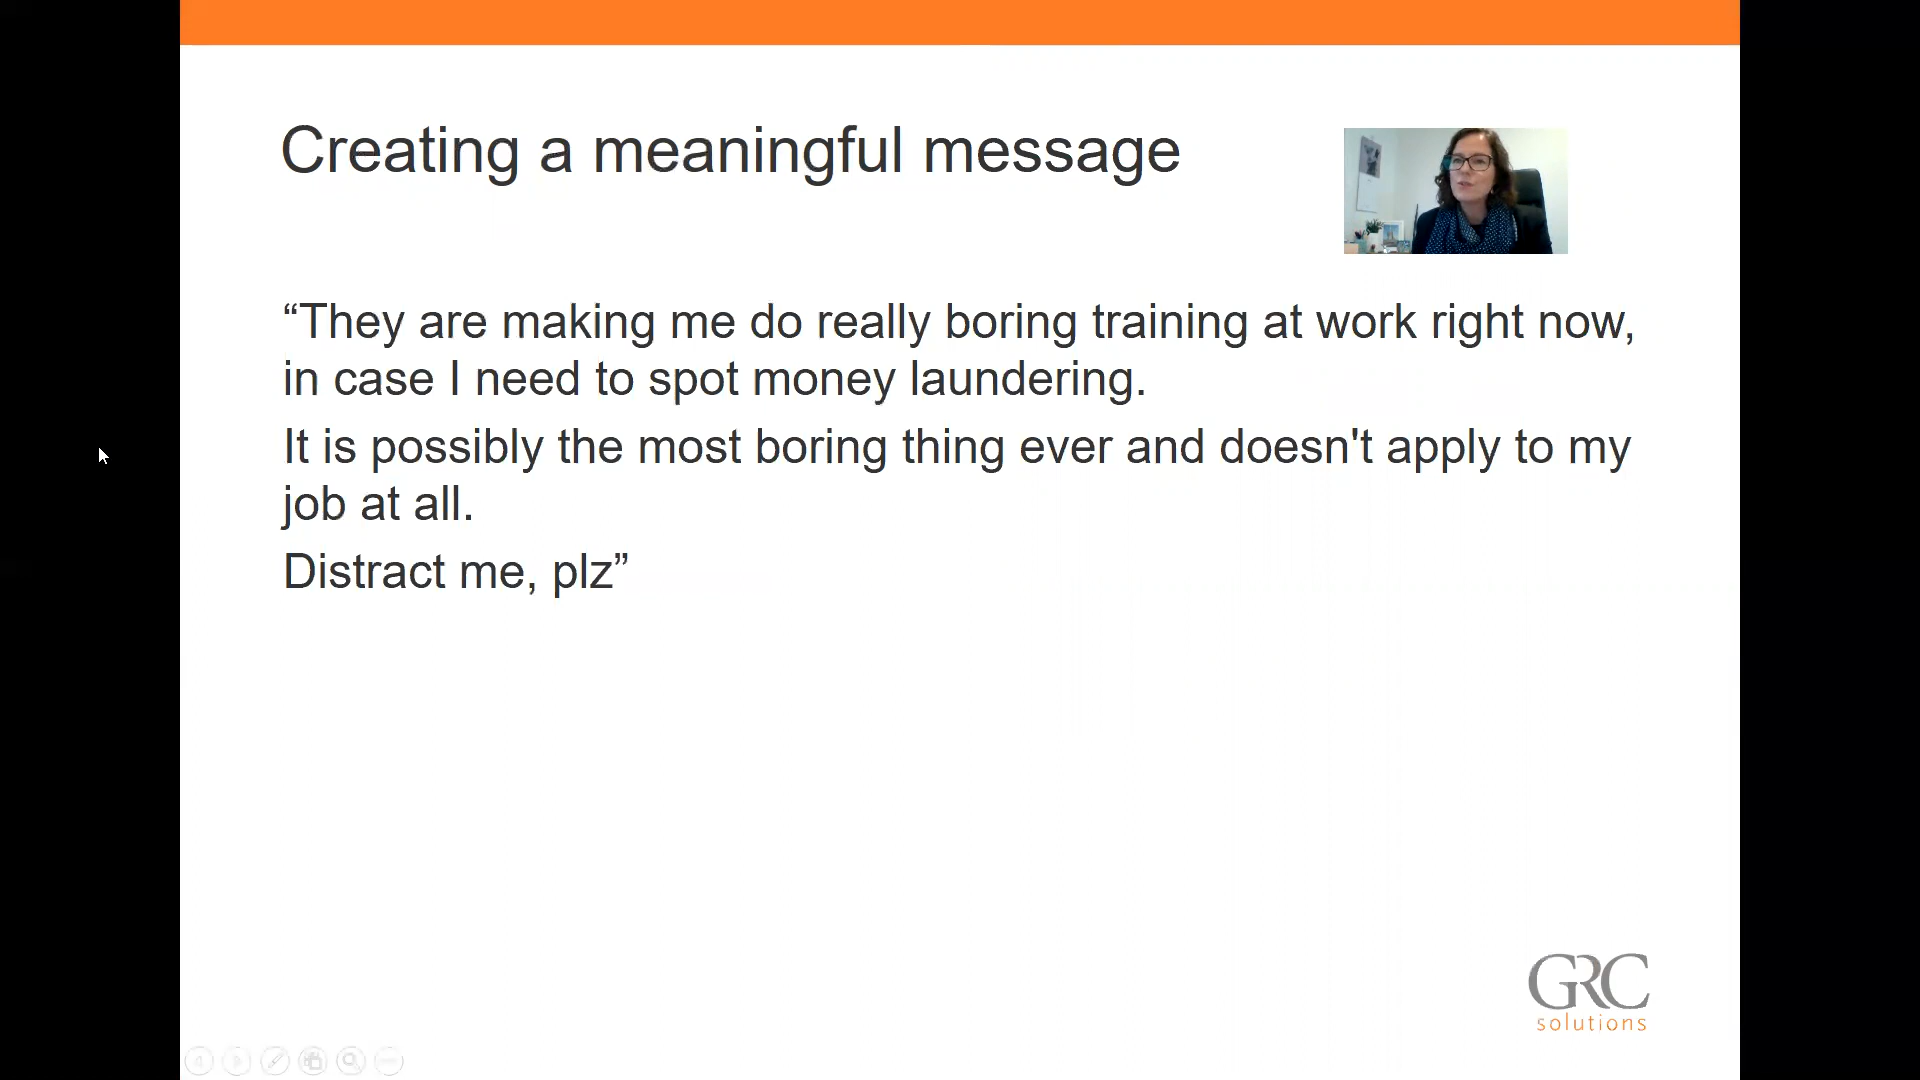 Creating a meaningful message
“They are making me do really boring training at work right now,
in case I need to spot money laundering.
It is possibly the most boring thing ever and doesn't apply to my
job at all.
Distract me, plz”
GRC
solutions